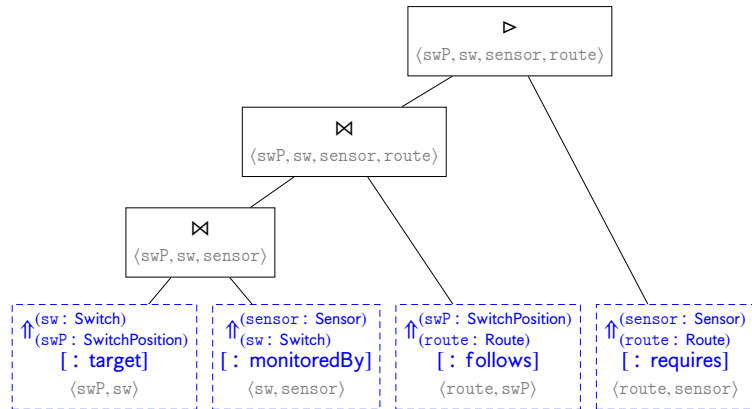 ▷
⟨swP, sw, sensor, route⟩
⋈
⟨swP, sw, sensor, route⟩
⋈
⟨swP, sw, sensor⟩
⇑(sw : Switch)
(swP : SwitchPosition)
[ : target]
⟨swP, sw⟩
⇑(sensor : Sensor)
(sw : Switch)
[ : monitoredBy]
⟨sw, sensor⟩
⇑(swP : SwitchPosition)
(route : Route)
[ : follows]
⟨route, swP⟩
⇑(sensor : Sensor)
(route : Route)
[ : requires]
⟨route, sensor⟩